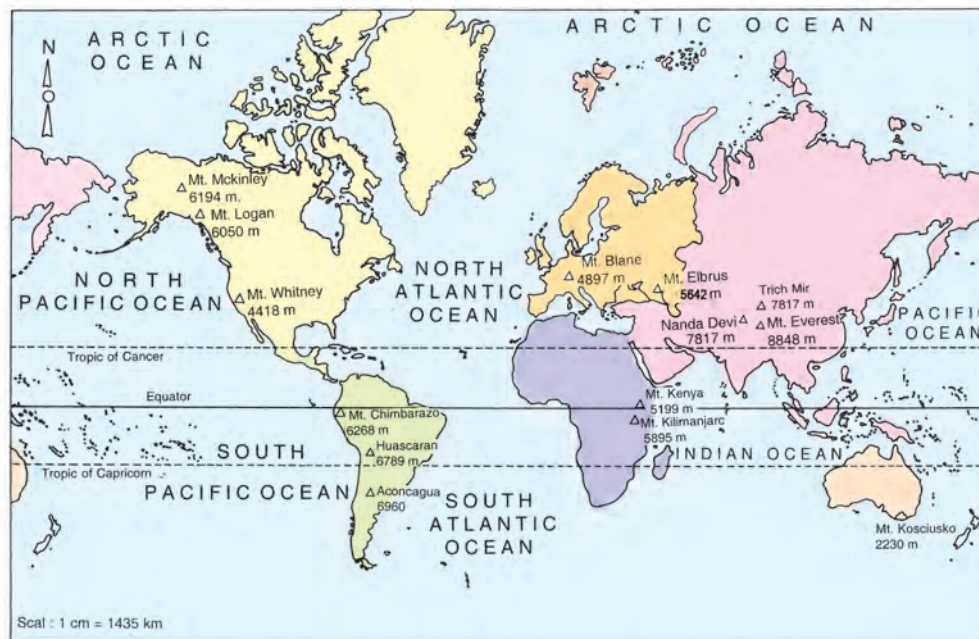 ARCTIC
OCEAN
ARCTIC OCEAN
N
Mt. Mckinley
6194 m.
Mt. Logan
6050 m
Mt. Whitney
4418 m
NORTH
PACIFIC OCEAN
NORTH
ATLANTIC
OCEAN
Mt. Blane
4897 m
Mt. Elbrus
5642 m
Trich Mir
7817 m
Nanda Devi
7817 m
Mt. Everest
8848 m
PACIFIC
OCEAN
Tropic of Cancer
Equator
Mt. Chimbarazo
6268 m
Huascaran
6789 m
Aconcagua
6960
Mt. Kenya
5199 m
Mt. Kilimanjarc
5895 m
INDIAN OCEAN
SOUTH
PACIFIC OCEAN
Tropic of Capricorn
SOUTH
ATLANTIC
OCEAN
Mt. Kosciusko
2230 m
Scal : 1 cm = 1435 km